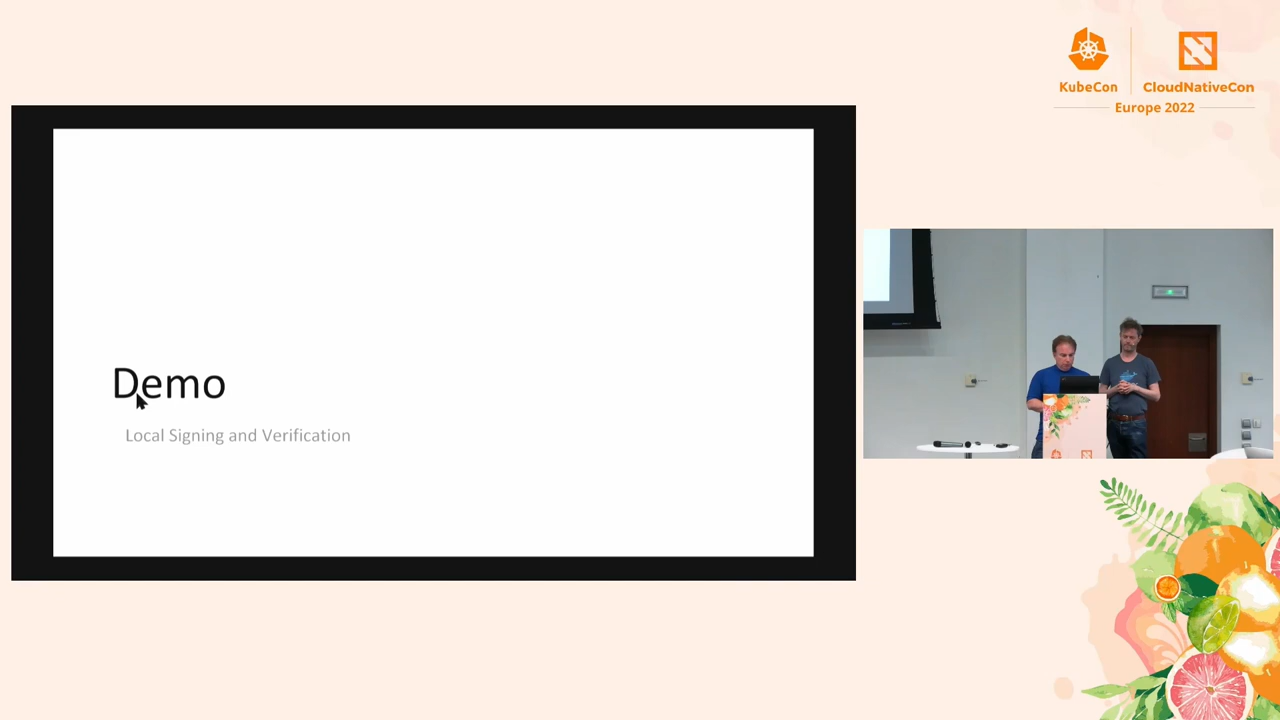 KubeCon
CloudNativeCon
Europe 2022
Demo
Local Signing and Verification